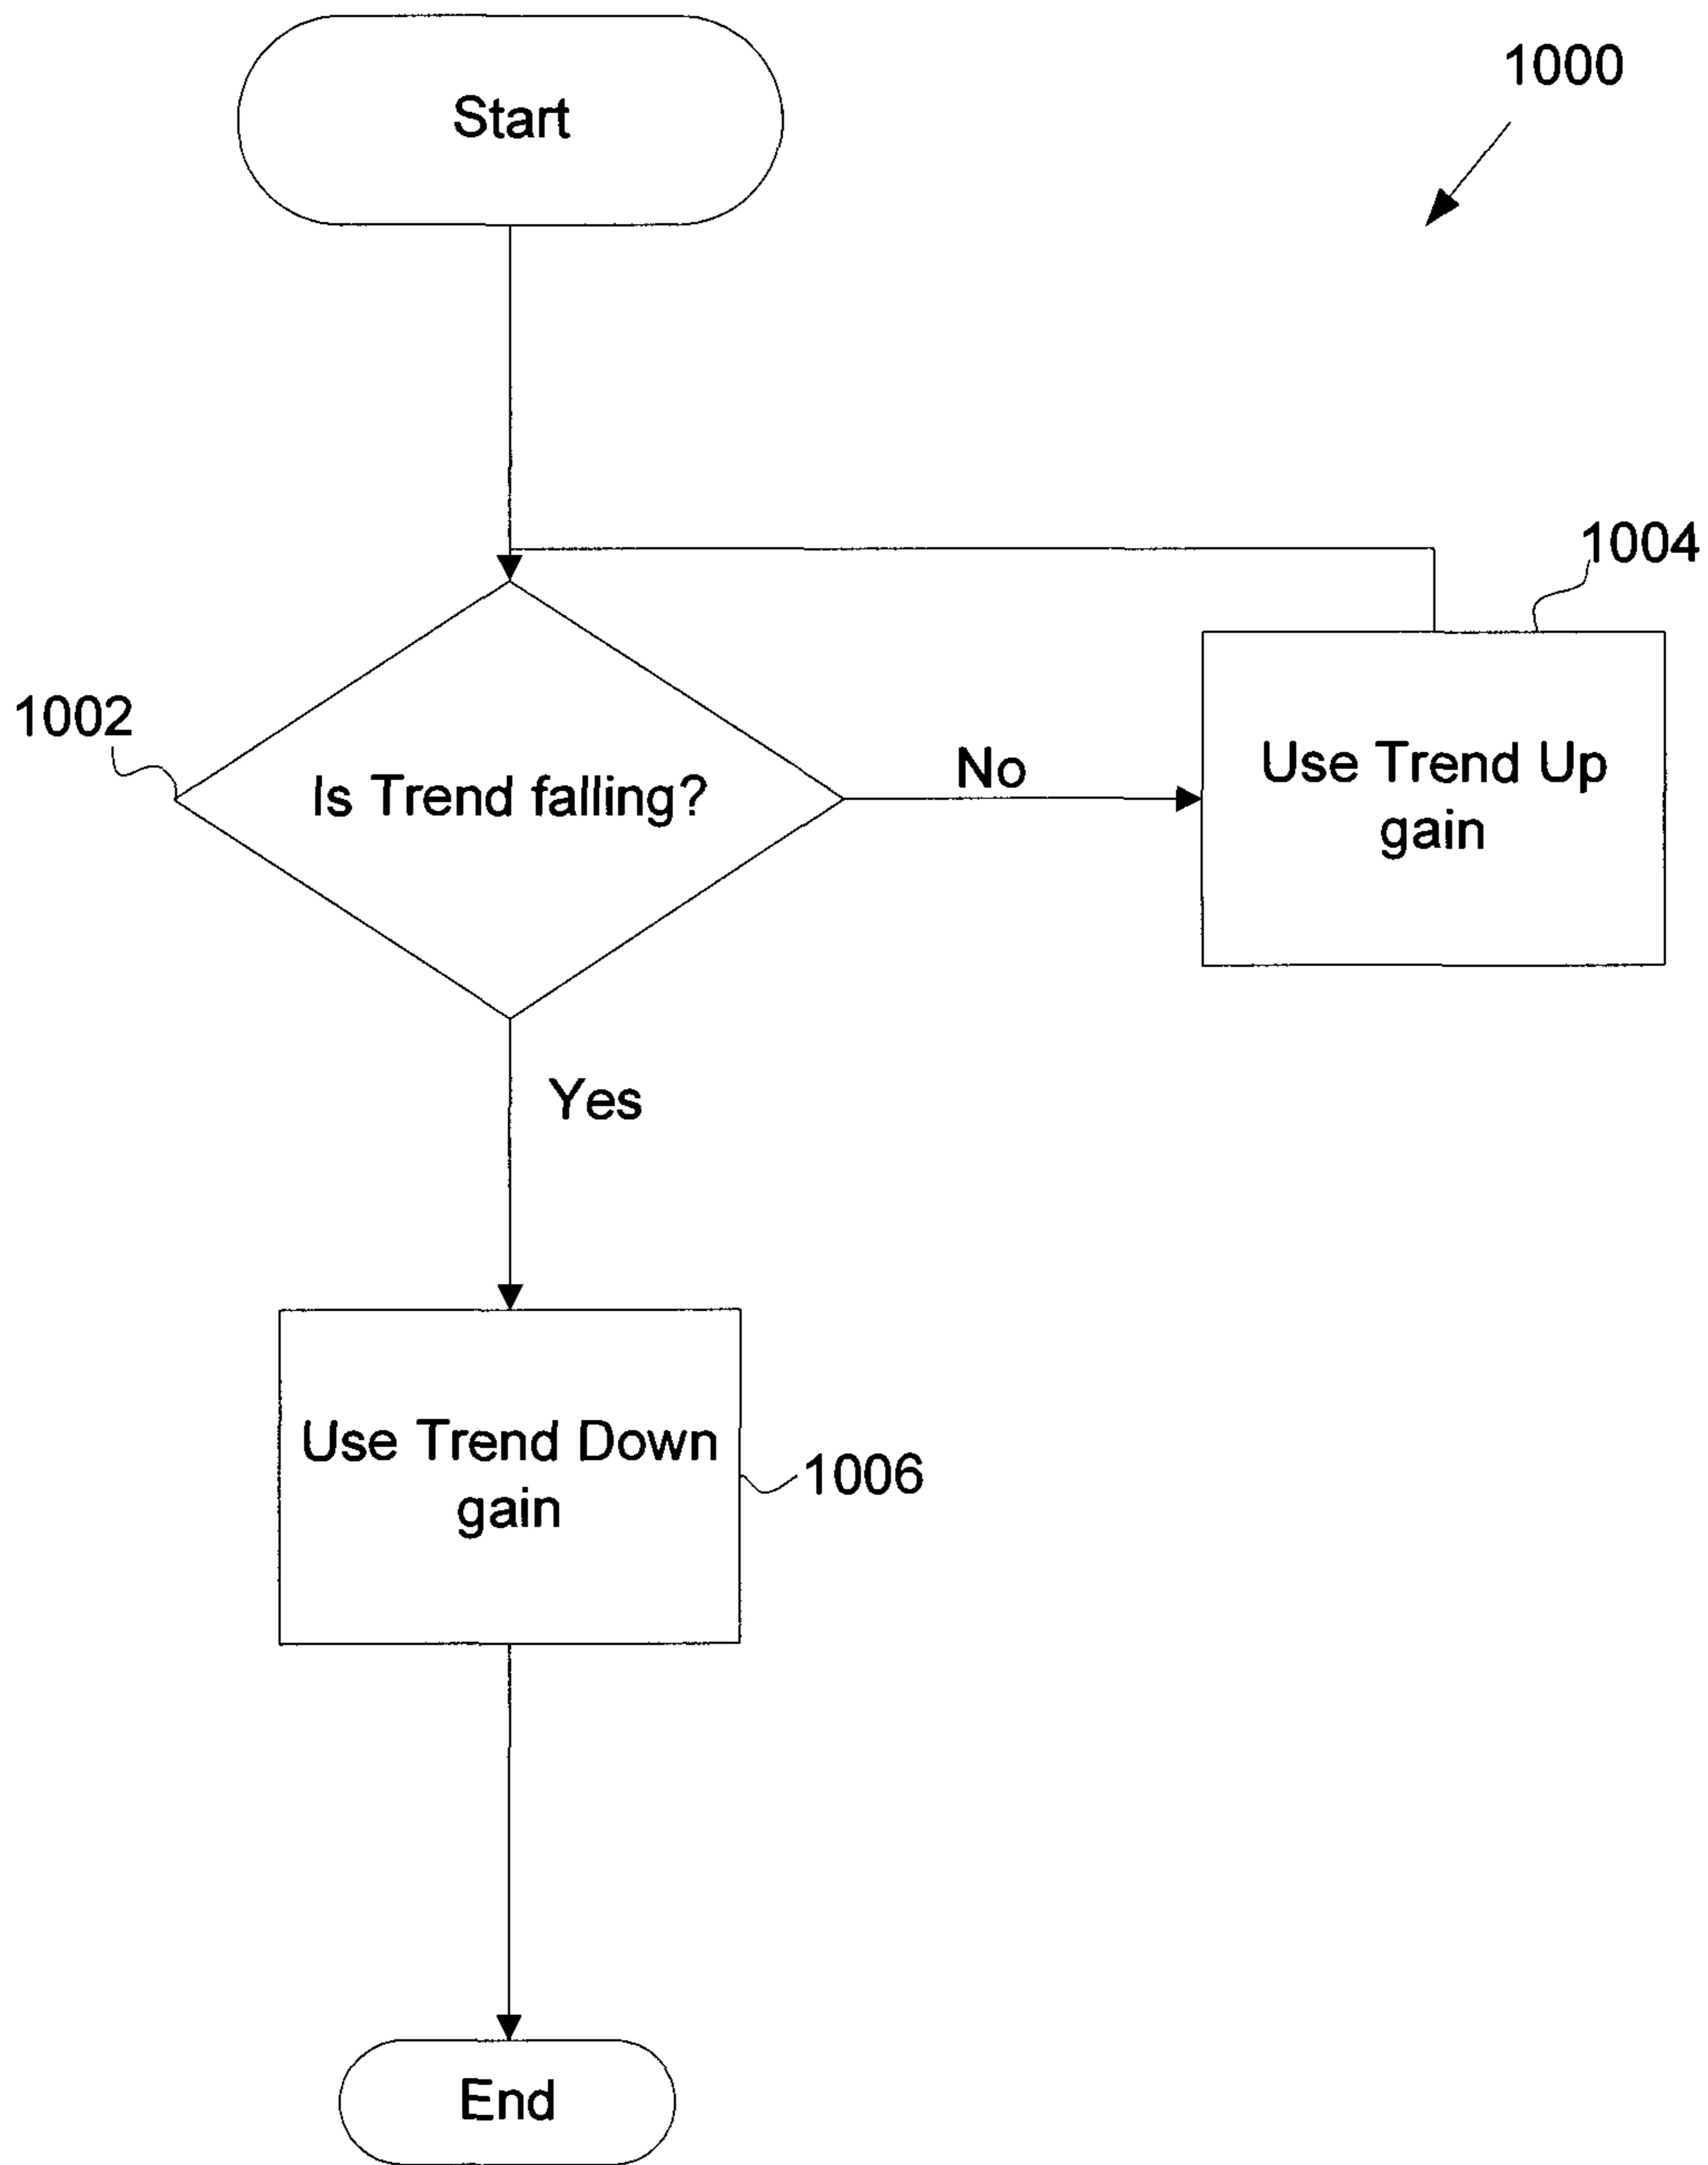 Start
1000
1004
1002
Is Trend falling?
No
Use Trend Up
gain
Yes
Use Trend Down
gain
1006
End